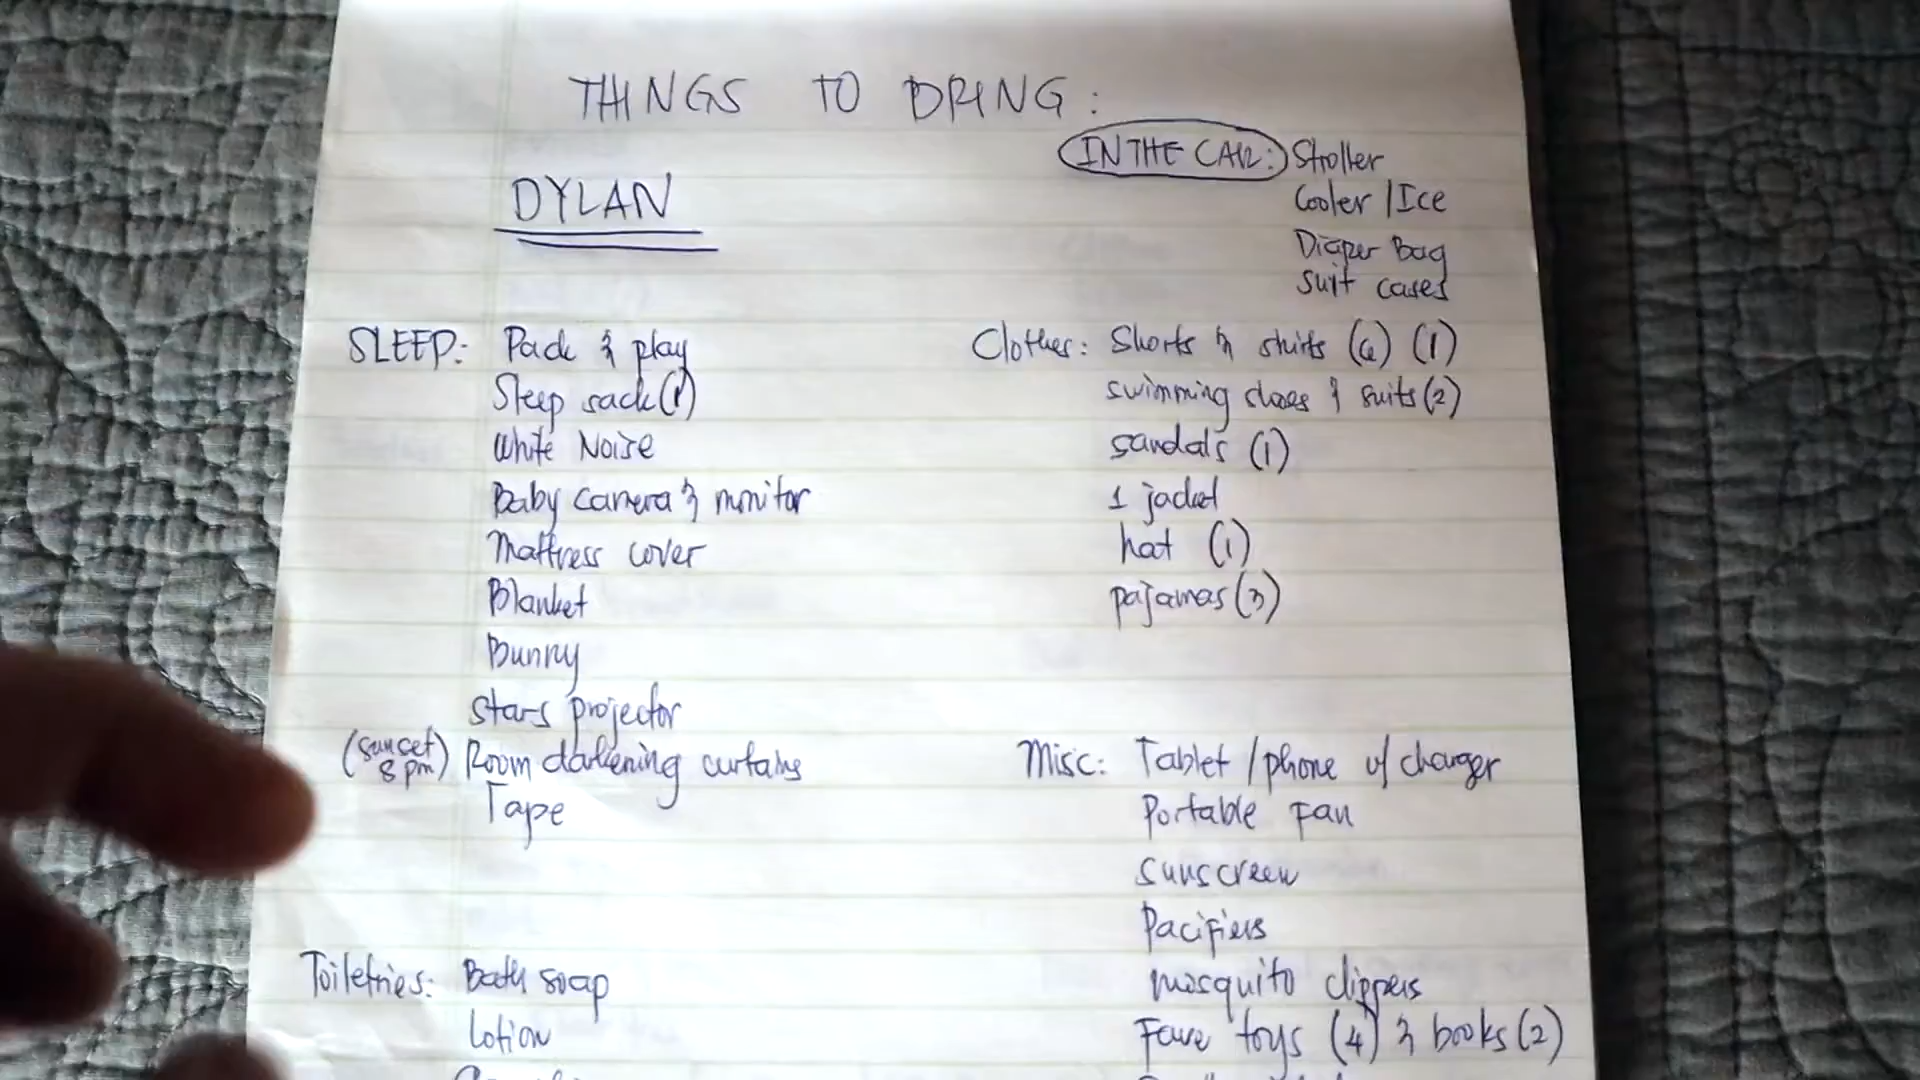 THINGS TO BRING:
IN THE CAR: Stroller
Cooler / Ice
Diaper Bag
Suit cases
DYLAN
SLEEP: Pack & play
Sleep sack (1)
White Noise
Baby camera & monitor
Mattress cover
Blanket
Bunny
Stars projector
(sunset 8 pm) Room darkening curtains
Tape
Clothes: Shorts & shirts (6) (1)
swimming shoes & suits (2)
sandals (1)
1 jacket
hat (1)
pajamas (3)
Misc: Tablet / phone w/ charger
Portable Fan
Sunscreen
Pacifiers
mosquito clippers
Fave toys (4) & books (2)
Toiletries: Bath soap
Lotion